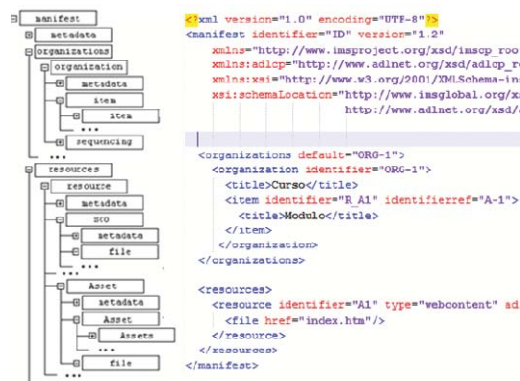 manifest
metadata
organizations
organization
metadata
item
item
...
sequencing
...
resources
resource
metadata
sco
metadata
file
...
Asset
metadata
Asset
Assets
...
file
...
<?xml version="1.0" encoding="UTF-8"?>
<manifest identifier="ID" version="1.2"
xmlns="http://www.imsproject.org/xsd/imscp_roo
xmlns:adlcp="http://www.adlnet.org/xsd/adlcp_ro
xmlns:xsi="http://www.w3.org/2001/XMLSchema-in
xsi:schemaLocation="http://www.imsglobal.org/x
http://www.adlnet.org/xsd/
<organizations default="ORG-1">
<organization identifier="ORG-1">
<title>Curso</title>
<item identifier="R_A1" identifierref="A-1">
<title>Modulo</title>
</item>
</organization>
</organizations>
<resources>
<resource identifier="A1" type="webcontent" ad
<file href="index.htm"/>
</resource>
</resources>
</manifest>